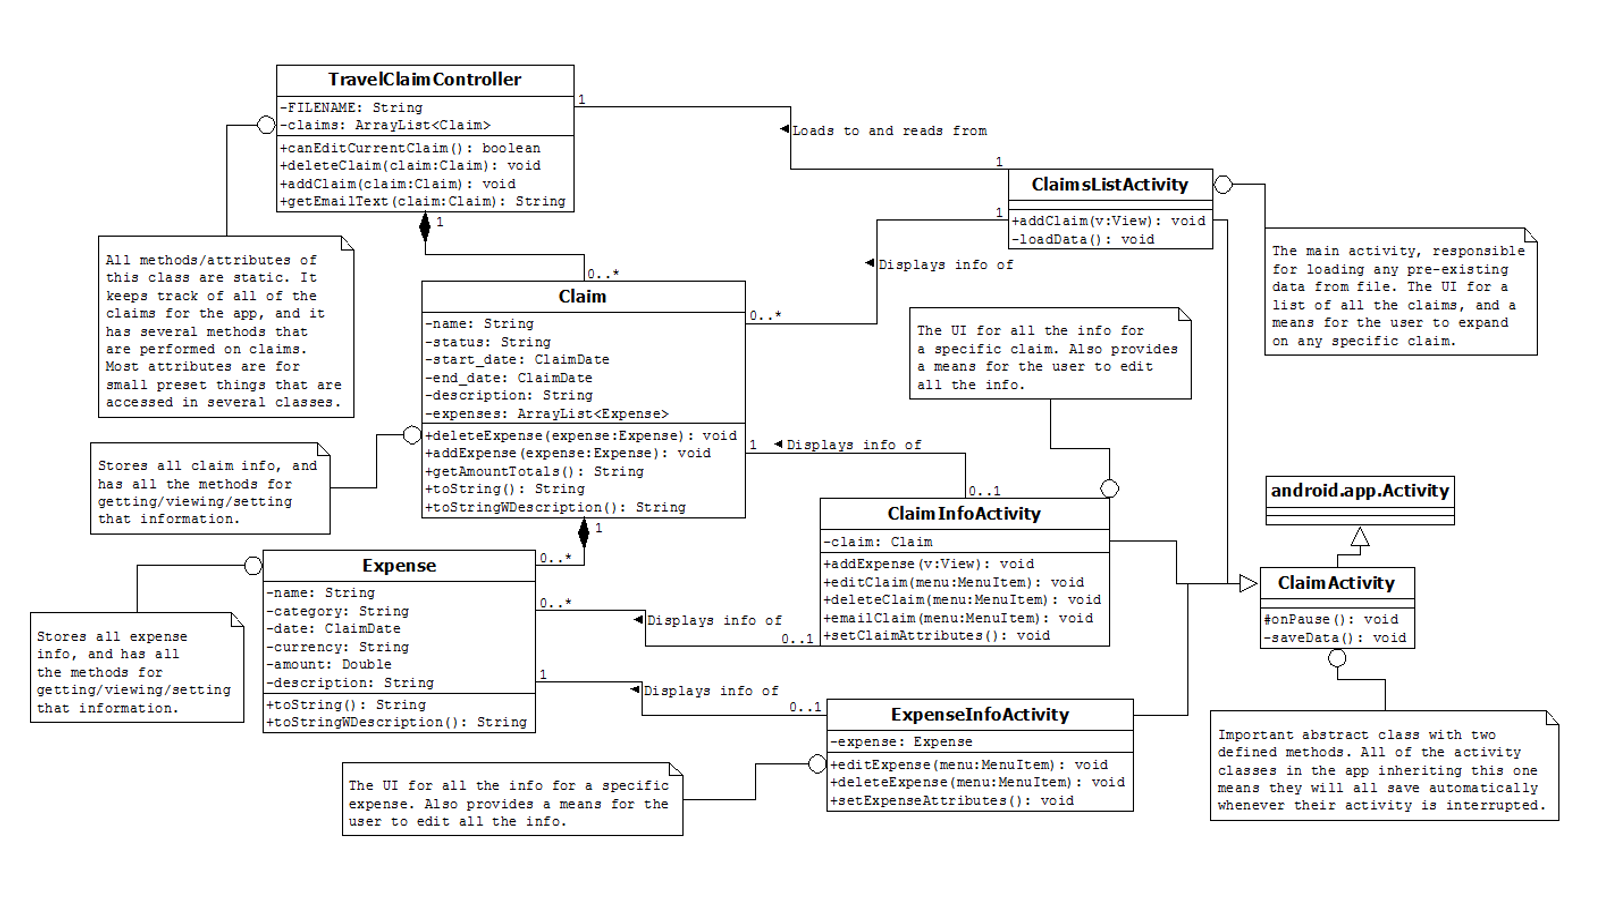 TravelClaimController
-FILENAME: String
-claims: ArrayList<Claim>
+canEditCurrentClaim(): boolean
+deleteClaim(claim:Claim): void
+addClaim(claim:Claim): void
+getEmailText(claim:Claim): String
1
Loads to and reads from
1
ClaimsListActivity
+addClaim(v:View): void
-loadData(): void
1
Displays info of
0..*
The main activity, responsible
for loading any pre-existing
data from file. The UI for a
list of all the claims, and a
means for the user to expand
on any specific claim.
All methods/attributes of
this class are static. It
keeps track of all of the
claims for the app, and it
has several methods that
are performed on claims.
Most attributes are for
small preset things that are
accessed in several classes.
1
0..*
Claim
-name: String
-status: String
-start_date: ClaimDate
-end_date: ClaimDate
-description: String
-expenses: ArrayList<Expense>
+deleteExpense(expense:Expense): void
+addExpense(expense:Expense): void
+getAmountTotals(): String
+toString(): String
+toStringWDescription(): String
The UI for all the info for
a specific claim. Also provides
a means for the user to edit
all the info.
Stores all claim info, and
has all the methods for
getting/viewing/setting
that information.
1
Displays info of
0..1
ClaimInfoActivity
-claim: Claim
+addExpense(v:View): void
+editClaim(menu:MenuItem): void
+deleteClaim(menu:MenuItem): void
+emailClaim(menu:MenuItem): void
+setClaimAttributes(): void
android.app.Activity
ClaimActivity
#onPause(): void
-saveData(): void
1
0..*
Expense
-name: String
-category: String
-date: ClaimDate
-currency: String
-amount: Double
-description: String
+toString(): String
+toStringWDescription(): String
0..*
Displays info of
0..1
1
Displays info of
0..1
Stores all expense
info, and has all
the methods for
getting/viewing/setting
that information.
ExpenseInfoActivity
-expense: Expense
+editExpense(menu:MenuItem): void
+deleteExpense(menu:MenuItem): void
+setExpenseAttributes(): void
The UI for all the info for a specific
expense. Also provides a means for the
user to edit all the info.
Important abstract class with two
defined methods. All of the activity
classes in the app inheriting this one
means they will all save automatically
whenever their activity is interrupted.